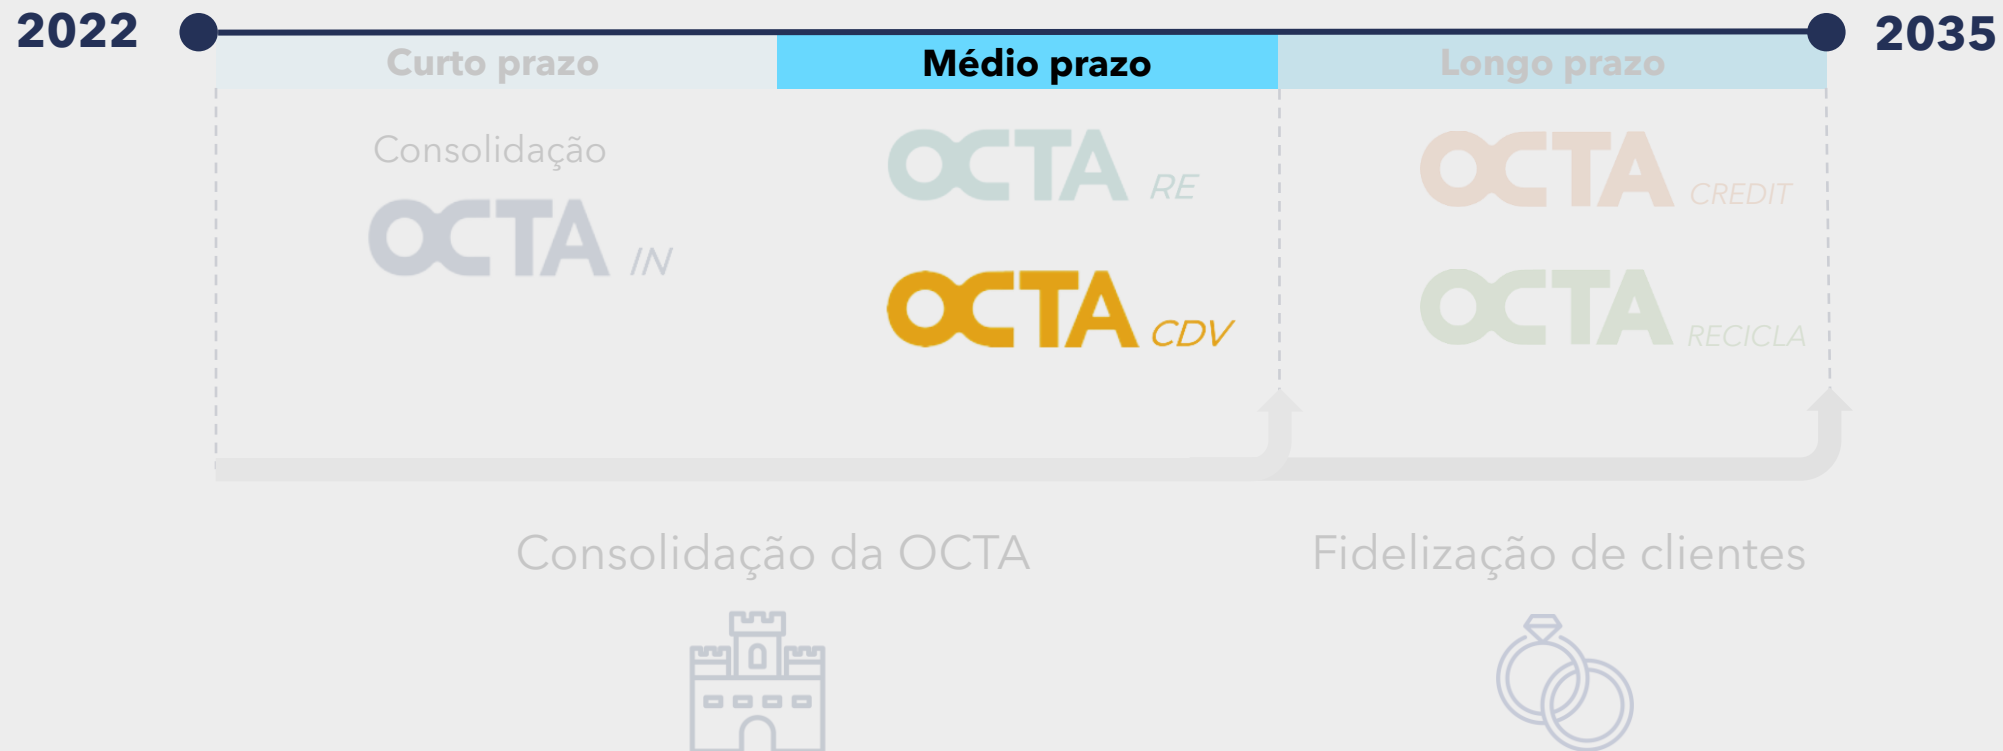 2022
2035
Curto prazo
Médio prazo
Longo prazo
Consolidação
OCTA IN
OCTA RE
OCTA CDV
OCTA CREDIT
OCTA RECICLA
Consolidação da OCTA
Fidelização de clientes